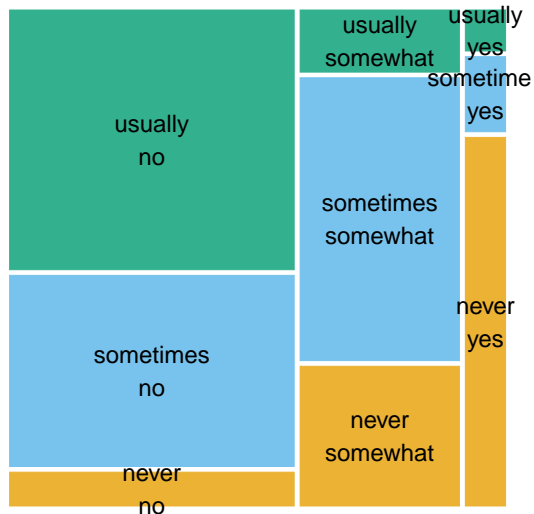 usually
no
sometimes
no
never
no
usually
somewhat
sometimes
somewhat
never
somewhat
usually
yes
sometime
yes
never
yes